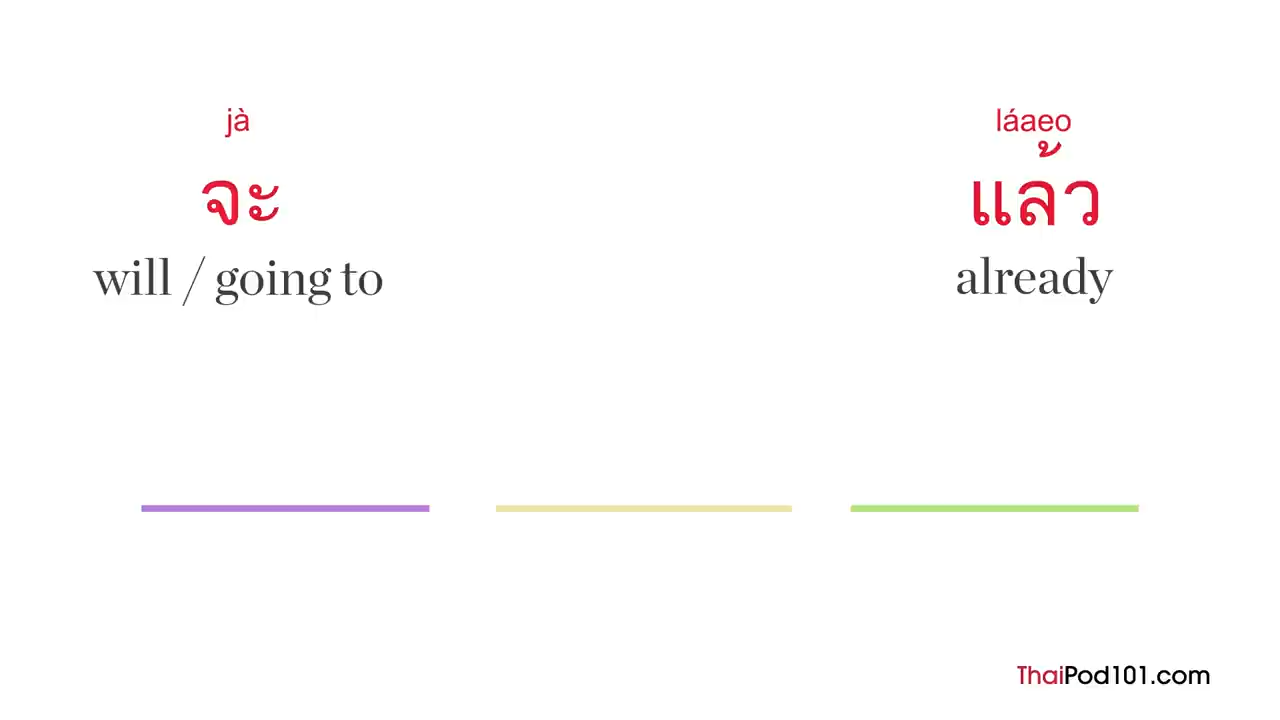 jà
จะ
will / going to
láaeo
แล้ว
already
ThaiPod101.com